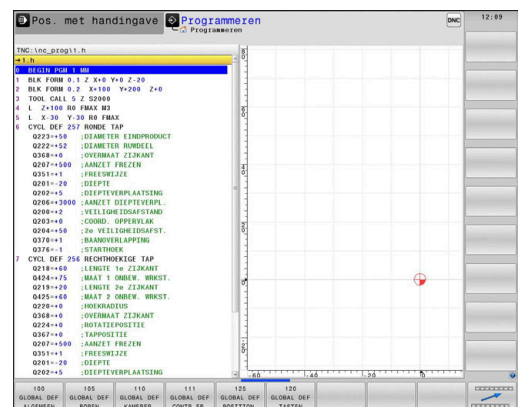 Pos. met handingave
Programmeren
Programmeren
DNC
12:09
TNC:\nc_prog\1.h
→1.h
0 BEGIN PGM 1 MM
1 BLK FORM 0.1 Z X+0 Y+0 Z-20
2 BLK FORM 0.2 X+100 Y+200 Z+0
3 TOOL CALL 5 Z S2000
4 L Z+100 R0 FMAX M3
5 L X-30 Y-30 R0 FMAX
6 CYCL DEF 257 RONDE TAP
Q223=+50 ;DIAMETER EINDPRODUCT
Q222=+52 ;DIAMETER RUWDEEL
Q368=+0 ;OVERMAAT ZIJKANT
Q207=+500 ;AANZET FREZEN
Q351=+1 ;FREESWIJZE
Q201=-20 ;DIEPTE
Q202=+5 ;DIEPTEVERPLAATSING
Q206=+3000 ;AANZET DIEPTEVERPL.
Q200=+2 ;VEILIGHEIDSAFSTAND
Q203=+0 ;COORD. OPPERVLAK
Q204=+50 ;2e VEILIGHEIDSAFST.
Q370=+1 ;BAANOVERLAPPING
Q376=-1 ;STARTHOEK
7 CYCL DEF 256 RECHTHOEKIGE TAP
Q218=+60 ;LENGTE 1e ZIJKANT
Q424=+75 ;MAAT 1 ONBEW. WRKST.
Q219=+20 ;LENGTE 2e ZIJKANT
Q425=+60 ;MAAT 2 ONBEW. WRKST.
Q220=+0 ;HOEKRADIUS
Q368=+0 ;OVERMAAT ZIJKANT
Q224=+0 ;ROTATIEPOSITIE
Q367=+0 ;TAPPOSITIE
Q207=+500 ;AANZET FREZEN
Q351=+1 ;FREESWIJZE
Q201=-20 ;DIEPTE
Q202=+5 ;DIEPTEVERPLAATSING
-60 -40 -20 0
100 105 110 111 125 120
GLOBAL DEF GLOBAL DEF GLOBAL DEF GLOBAL DEF GLOBAL DEF GLOBAL DEF
ALGEMEEN BOREN KAMERFR. CONTR.FR. POSITION. TASTEN